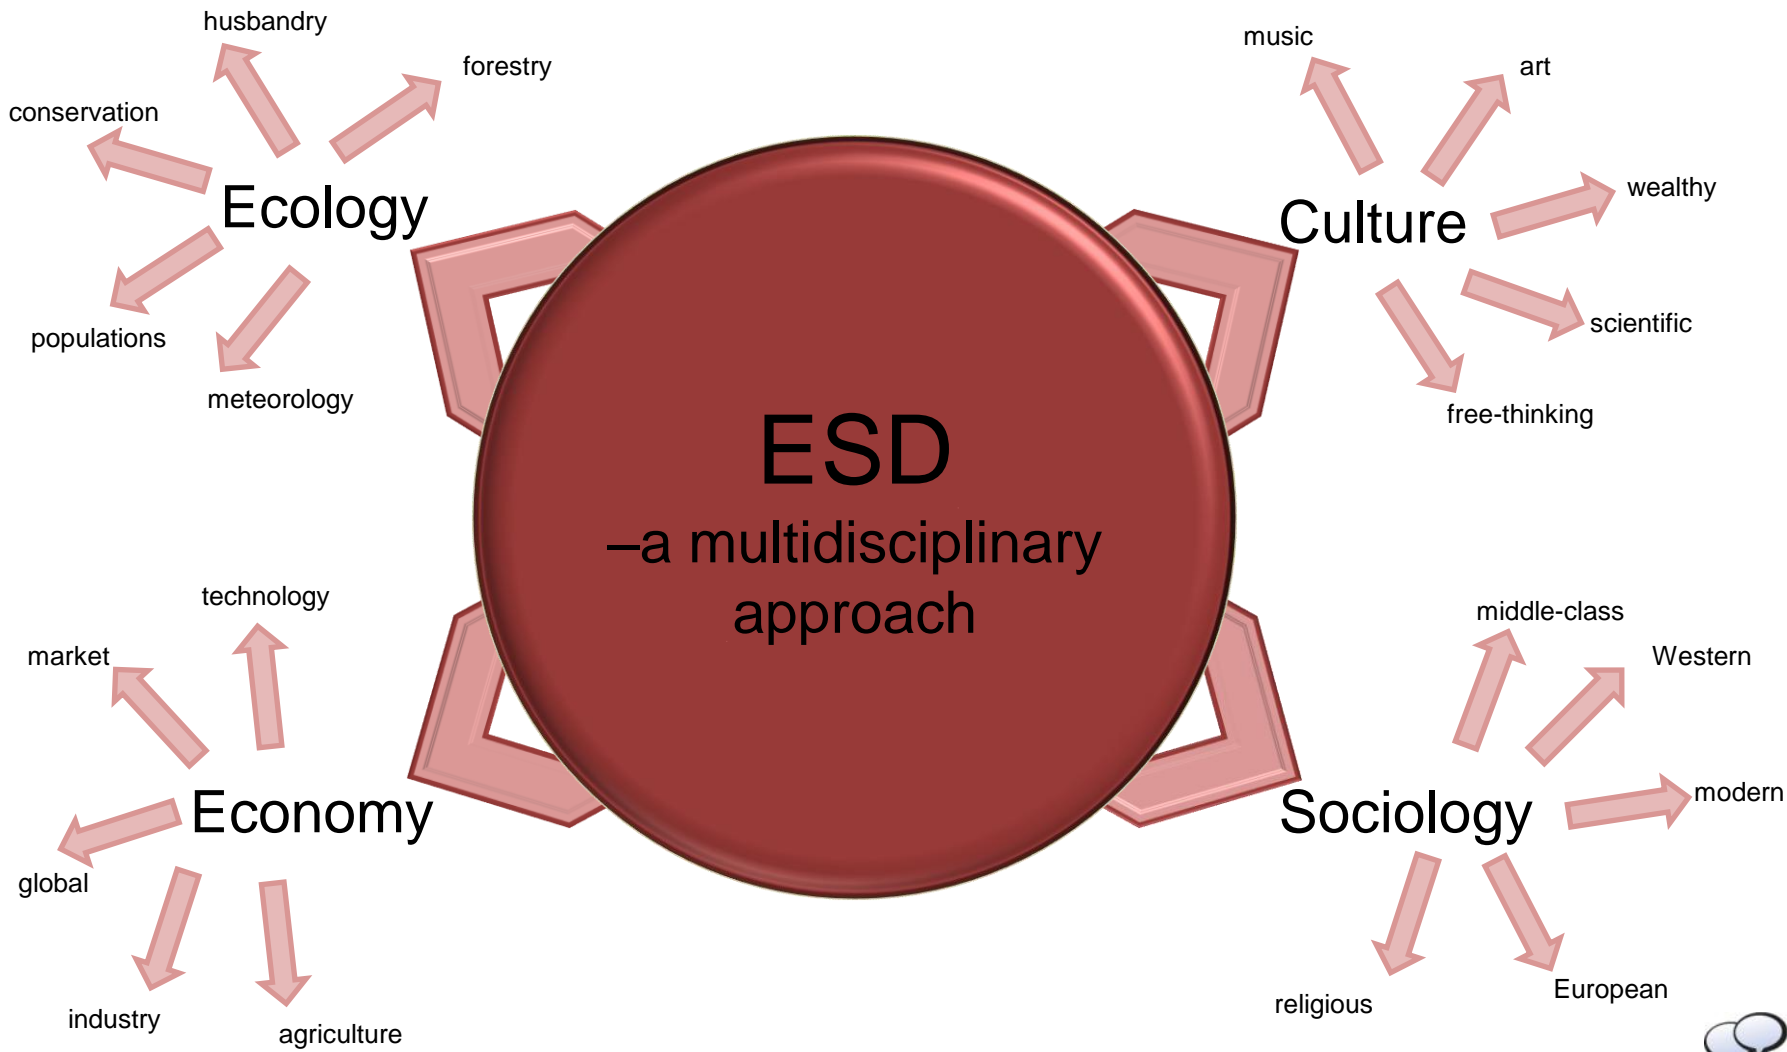 husbandry
forestry
conservation
Ecology
populations
meteorology
music
art
wealthy
Culture
scientific
free-thinking
ESD
–a multidisciplinary
approach
technology
market
Economy
global
industry
agriculture
middle-class
Western
modern
Sociology
religious
European